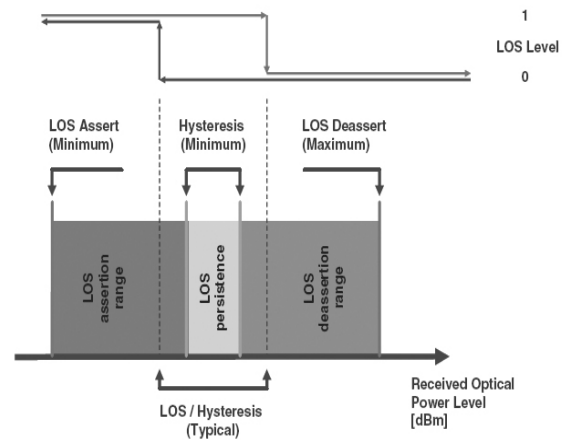 1
LOS Level
0
LOS Assert
(Minimum)
Hysteresis
(Minimum)
LOS Deassert
(Maximum)
LOS
assertion
range
LOS
persistence
LOS
deassertion
range
Received Optical
Power Level
[dBm]
LOS / Hysteresis
(Typical)